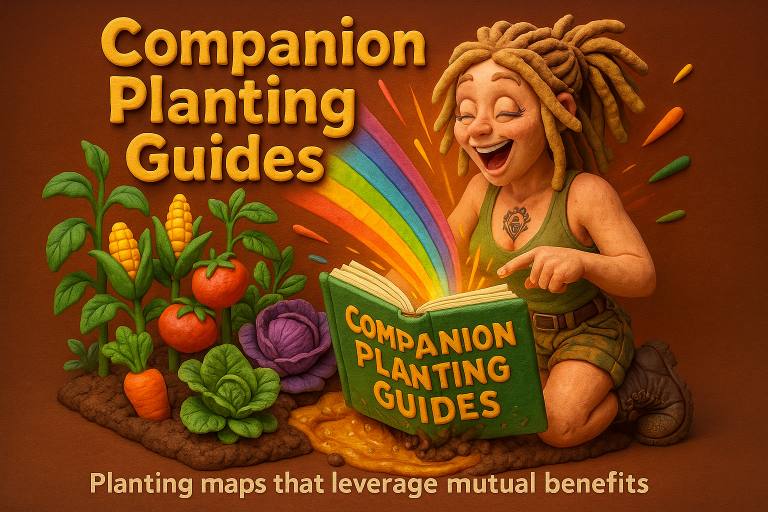 Companion
Planting
Guides
COMPANION
PLANTING
GUIDES
Planting maps that leverage mutual benefits